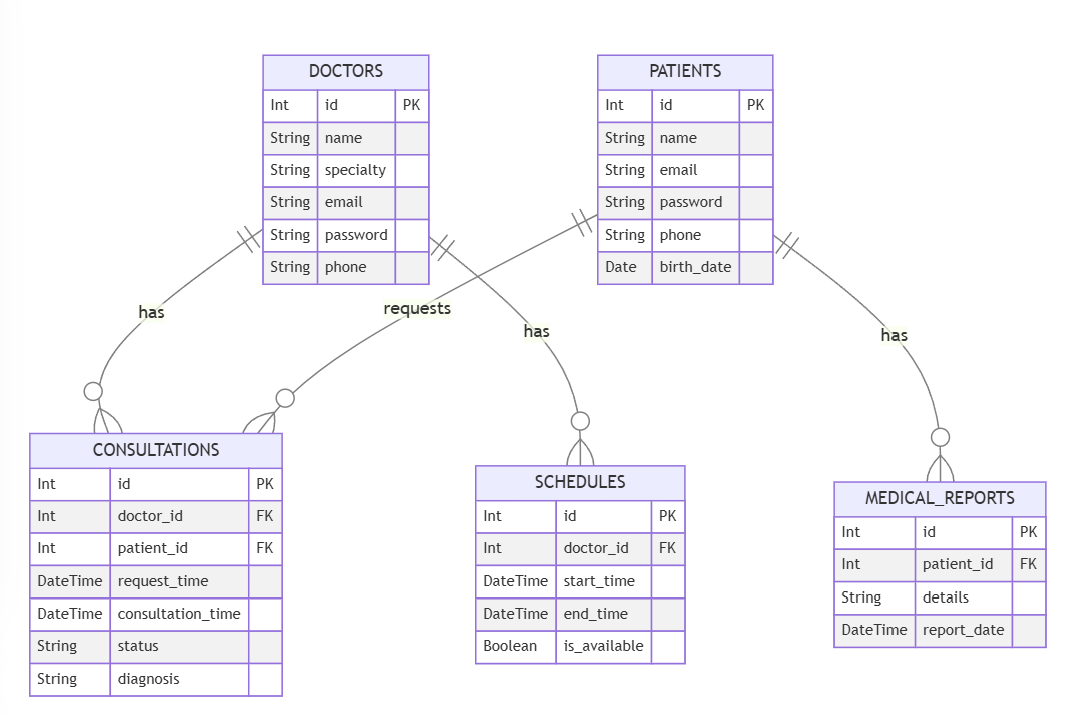 DOCTORS
Int id PK
String name
String specialty
String email
String password
String phone
PATIENTS
Int id PK
String name
String email
String password
String phone
Date birth_date
has
requests
has
has
CONSULTATIONS
Int id PK
Int doctor_id FK
Int patient_id FK
DateTime request_time
DateTime consultation_time
String status
String diagnosis
SCHEDULES
Int id PK
Int doctor_id FK
DateTime start_time
DateTime end_time
Boolean is_available
MEDICAL_REPORTS
Int id PK
Int patient_id FK
String details
DateTime report_date